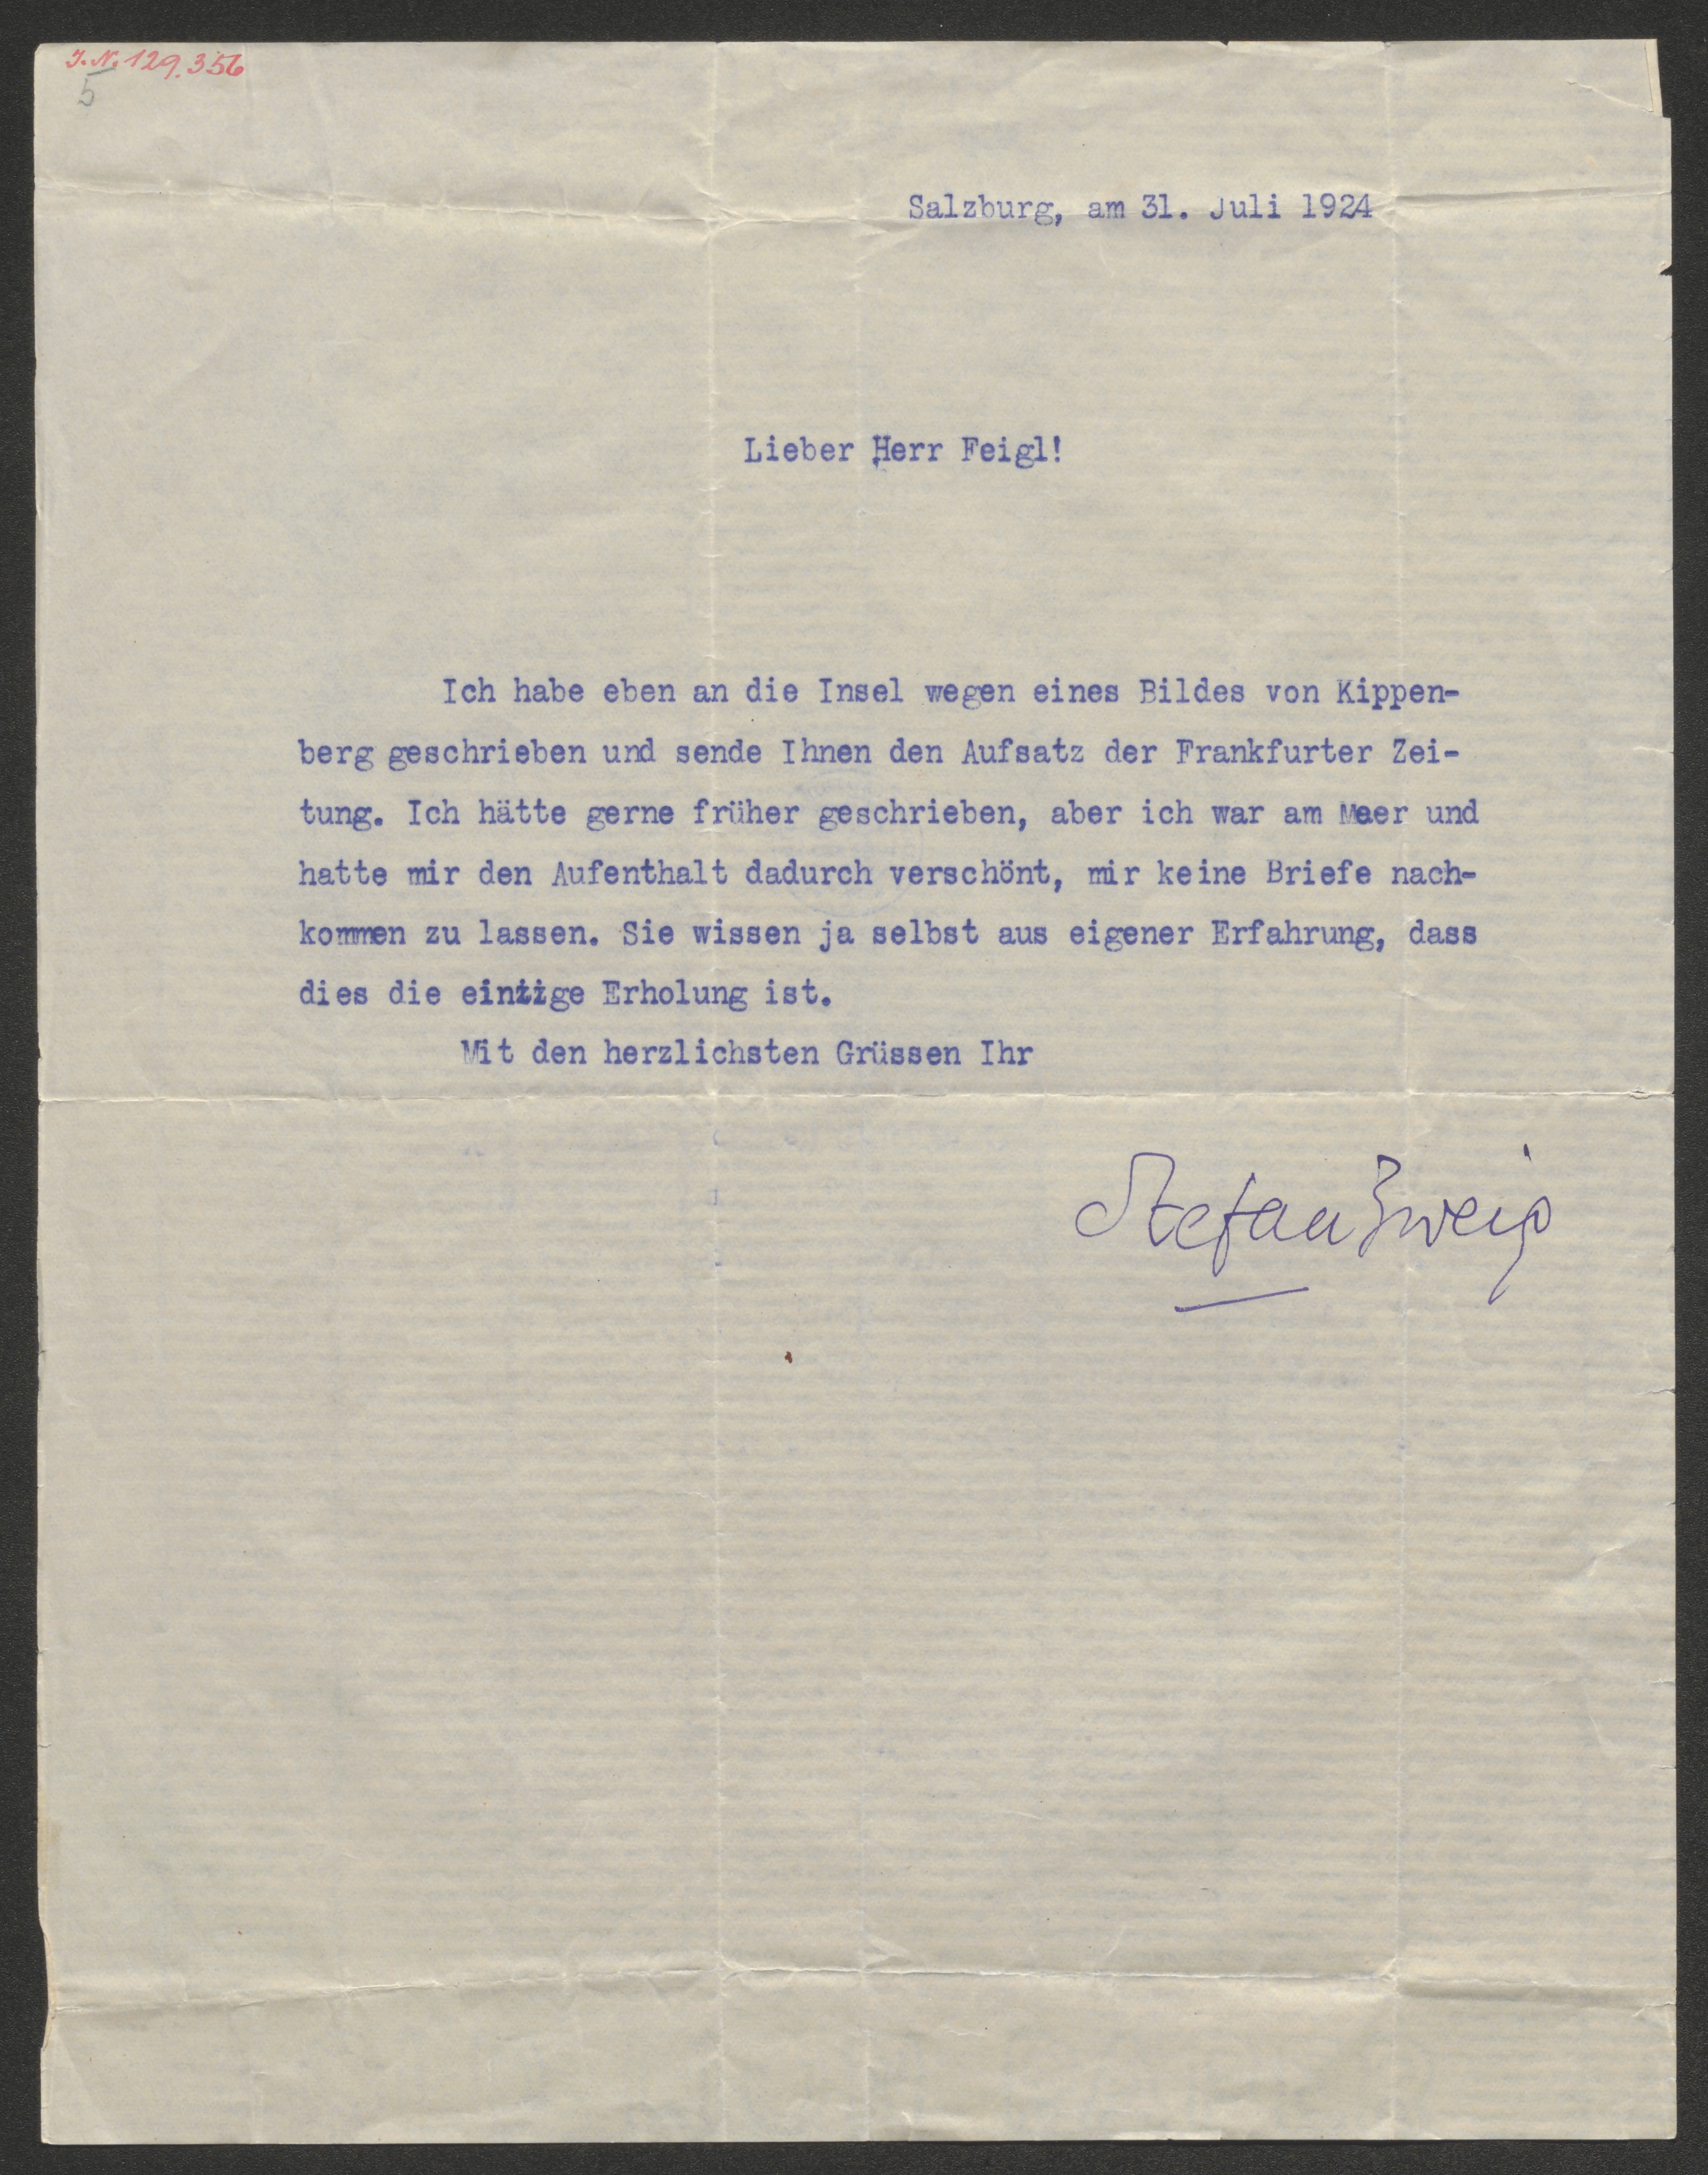 J.N. 129.356
5
Salzburg, am 31. Juli 1924
Lieber Herr Feigl!
Ich habe eben an die Insel wegen eines Bildes von Kippen-
berg geschrieben und sende Ihnen den Aufsatz der Frankfurter Zei-
tung. Ich hätte gerne früher geschrieben, aber ich war am Meer und
hatte mir den Aufenthalt dadurch verschönt, mir keine Briefe nach-
kommen zu lassen. Sie wissen ja selbst aus eigener Erfahrung, dass
dies die einzige Erholung ist.
Mit den herzlichsten Grüssen Ihr
Stefan Zweig